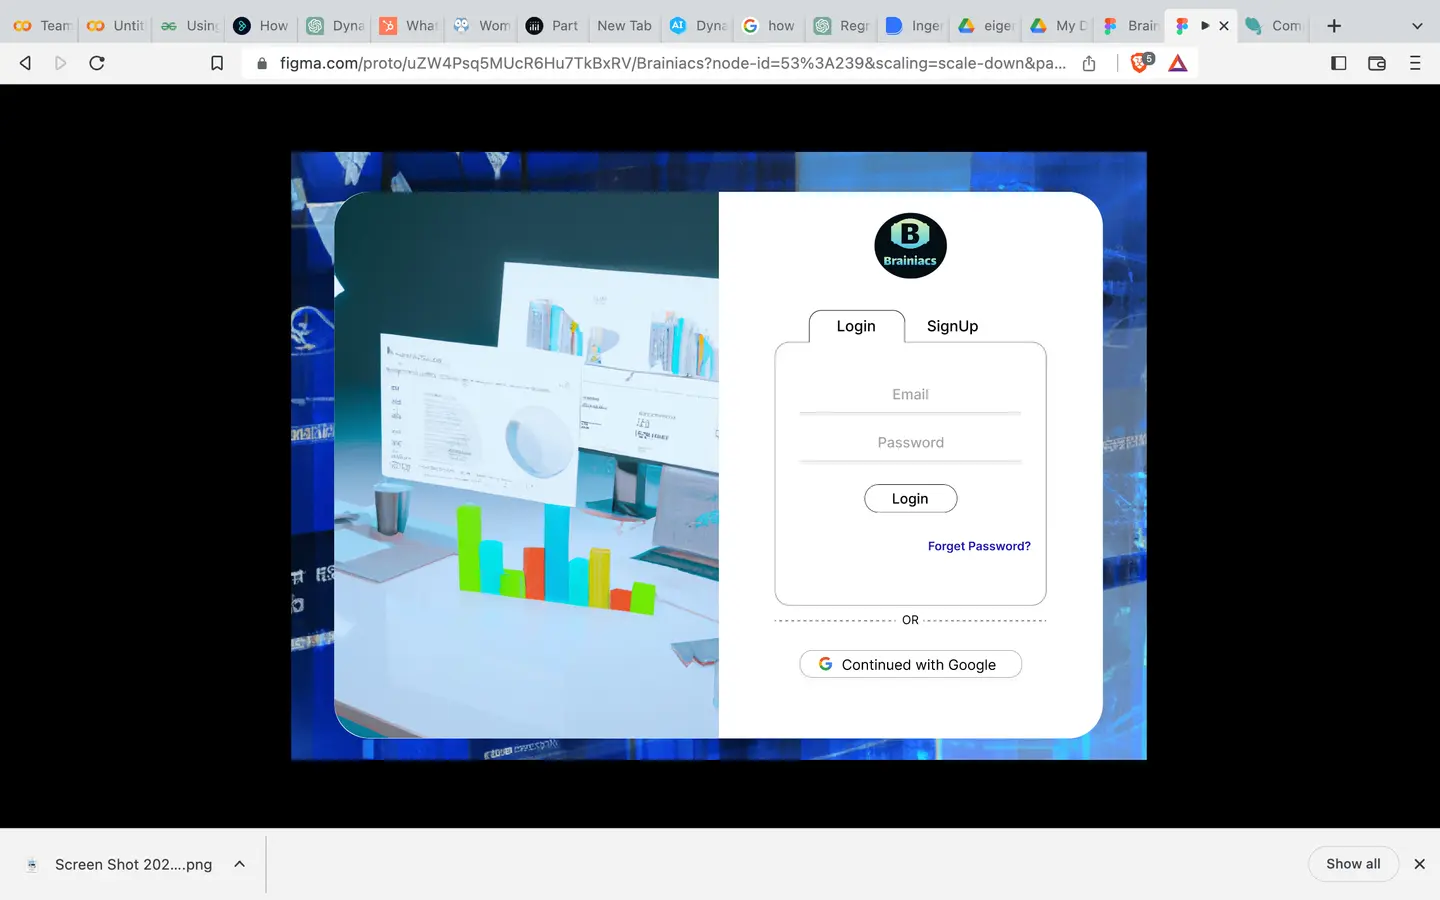 Team
Untit
Using
How
Dyna
What
Wom
Part
New Tab
Dyna
how
Regr
Inger
eiger
My D
Brain
Com
figma.com/proto/uZW4Psq5MUcR6Hu7TkBxRV/Brainiacs?node-id=53%3A239&scaling=scale-down&pa...
5
B
Brainiacs
Login
SignUp
Email
Password
Login
Forget Password?
OR
Continued with Google
Screen Shot 202....png
Show all